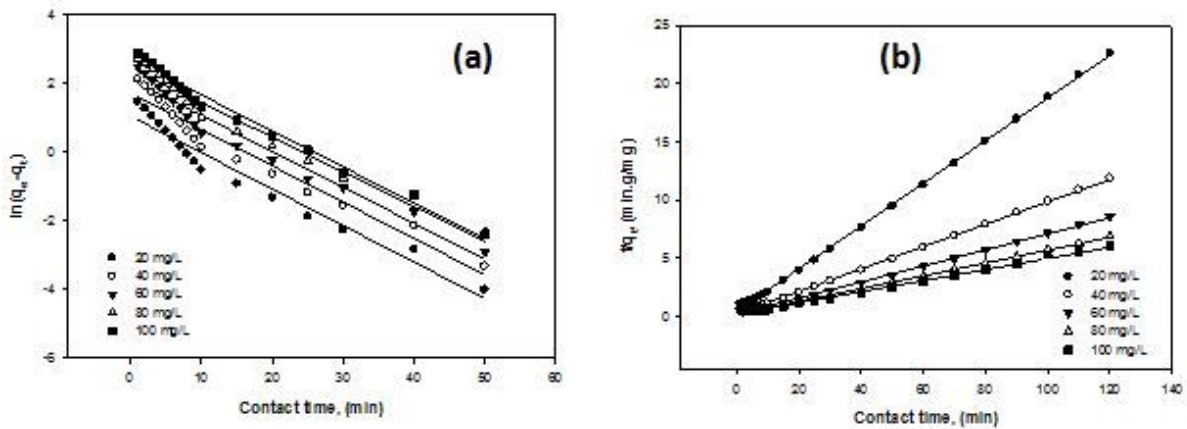 (a)
4
2
0
-2
-4
-6
ln(qe-qt)
20 mg/L
40 mg/L
60 mg/L
80 mg/L
100 mg/L
0 10 20 30 40 50 60
Contact time, (min)
(b)
25
20
15
10
5
0
t/qt, (min.g/mg)
20 mg/L
40 mg/L
60 mg/L
80 mg/L
100 mg/L
0 20 40 60 80 100 120 140
Contact time, (min)